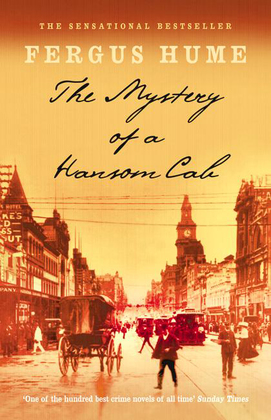 THE SENSATIONAL BESTSELLER
FERGUS HUME
The Mystery
of a
Hansom Cab
'One of the hundred best crime novels of all time' Sunday Times